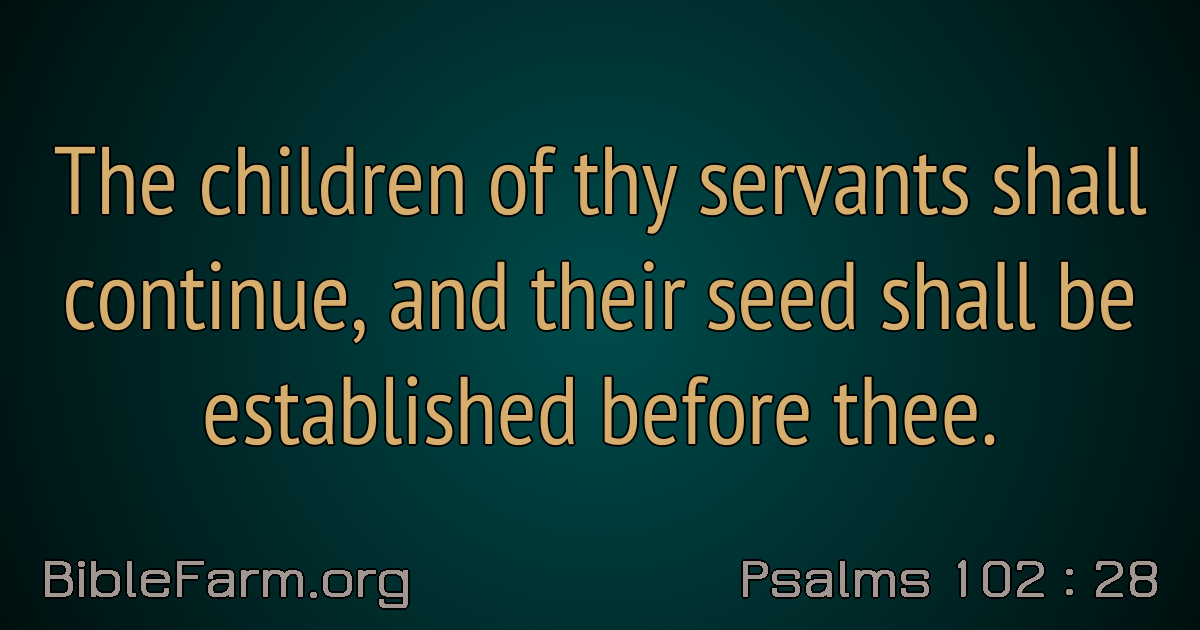 The children of thy servants shall
continue, and their seed shall be
established before thee.
BibleFarm.org
Psalms 102 : 28